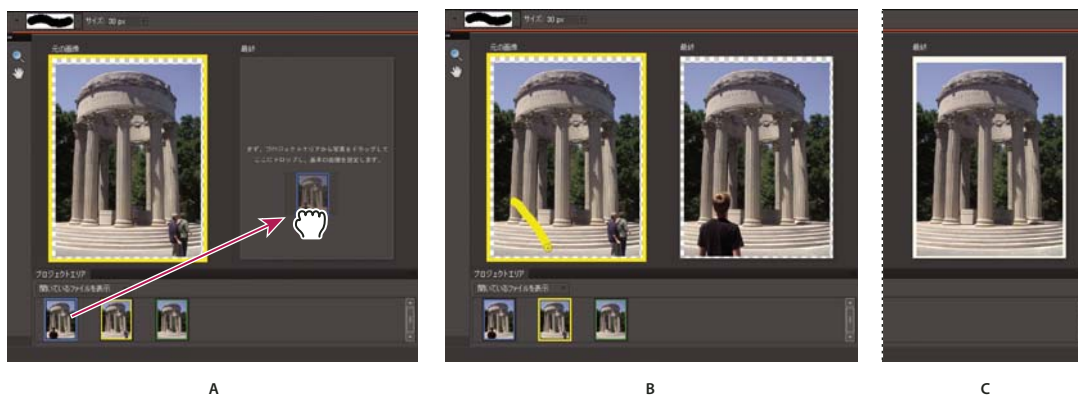 サイズ: 30 px
元の画像
最終
まず、プロジェクトエリアから写真をドラッグして
ここにドロップし、基本の画像を設定します。
プロジェクトエリア
開いているファイルを表示
A
サイズ: 30 px
元の画像
最終
プロジェクトエリア
開いているファイルを表示
B
最終
C